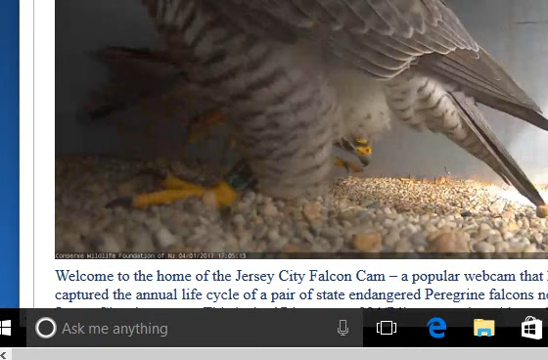 Conserve Wildlife Foundation of NJ 04/01/2017 17:05:13
Welcome to the home of the Jersey City Falcon Cam – a popular webcam that
captured the annual life cycle of a pair of state endangered Peregrine falcons
Ask me anything